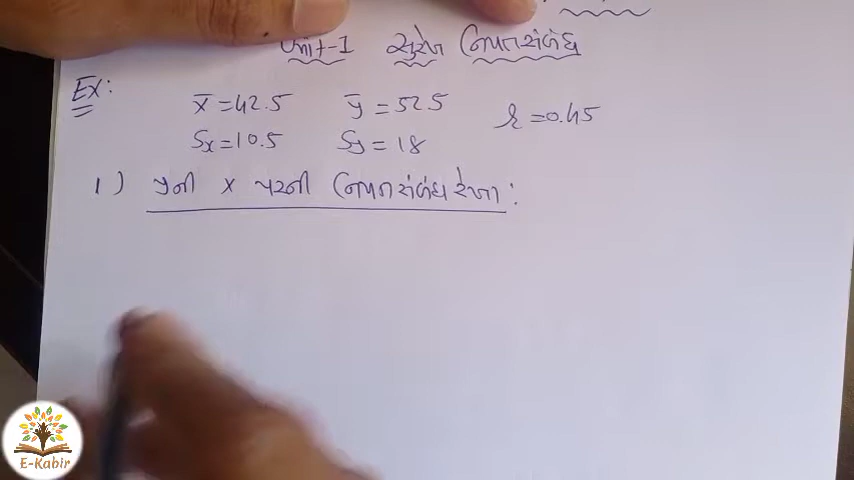 Unit-1 સુરેખ નિયતસંબંધ
Ex:
x̄ = 42.5 ȳ = 52.5 r = 0.45
Sx = 10.5 Sy = 18
1) yની x પરની નિયતસંબંધ રેખા:
E-Kabir